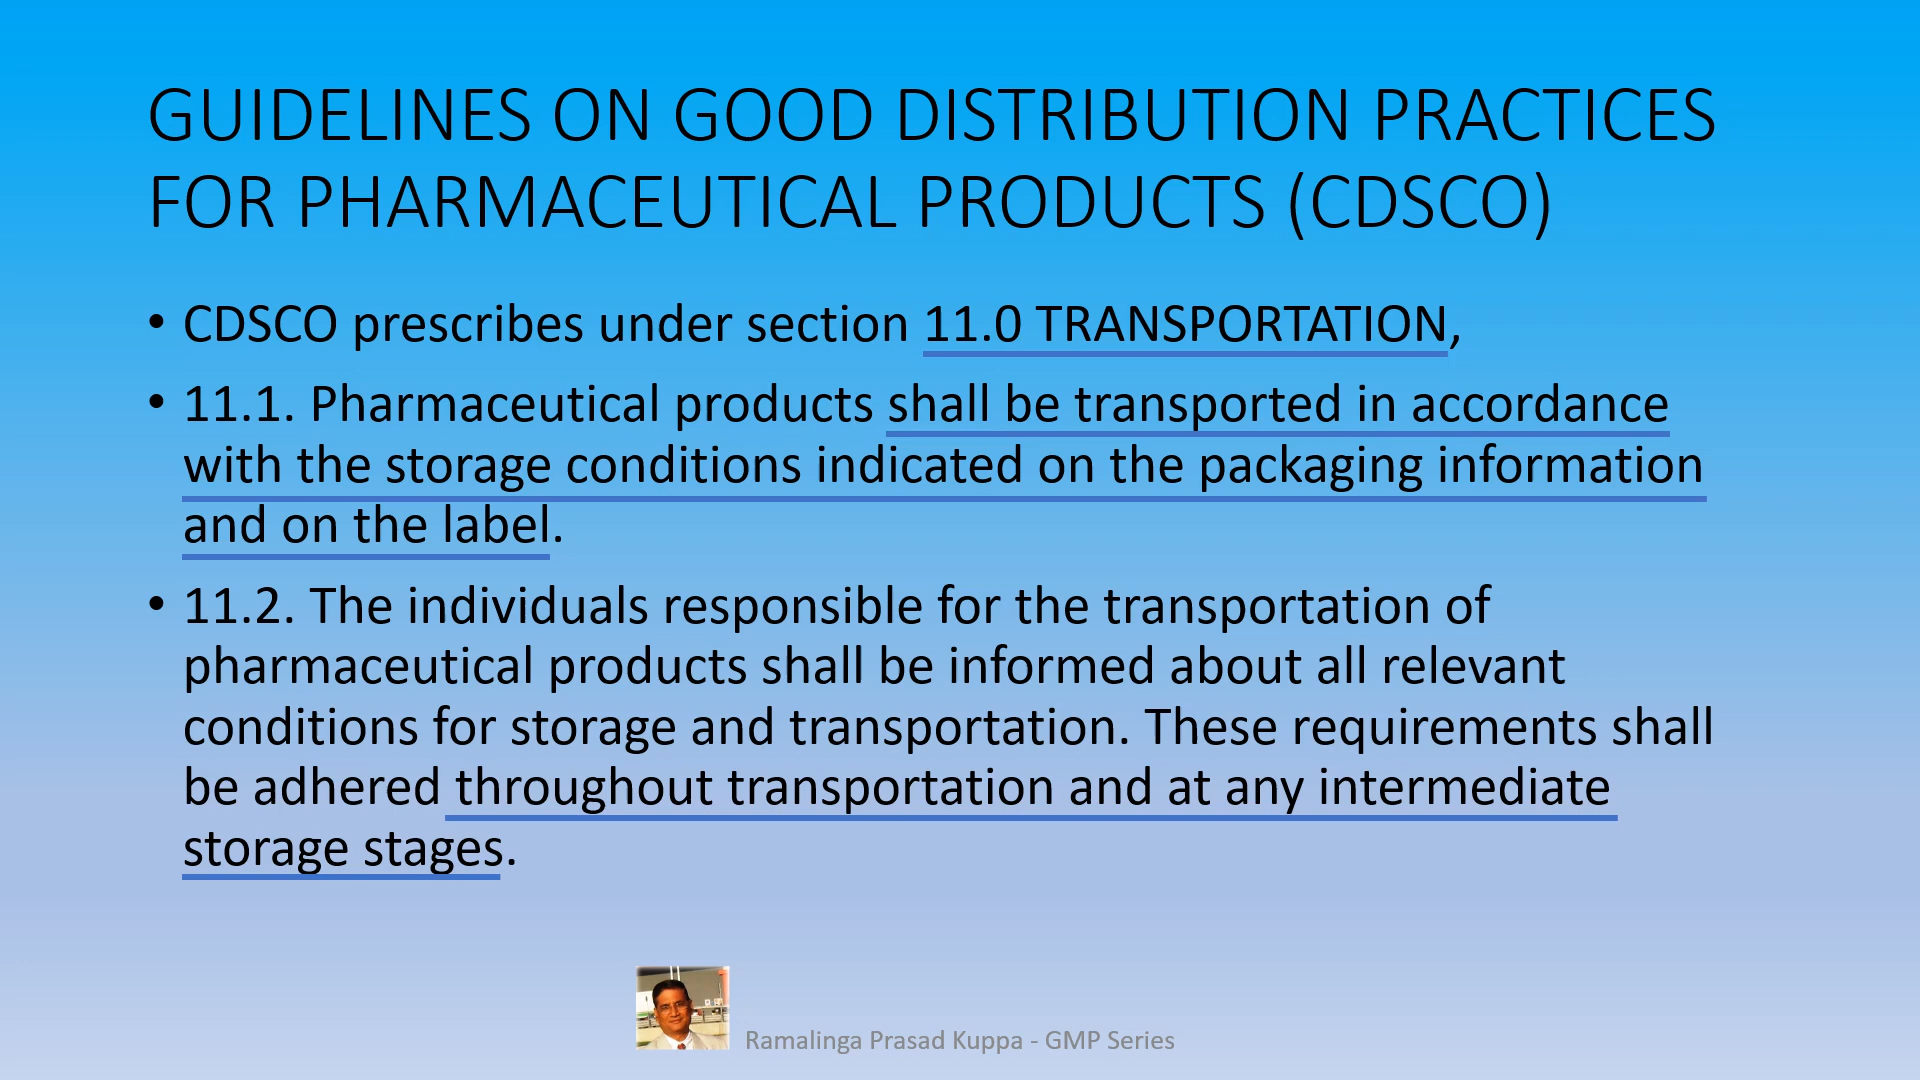 GUIDELINES ON GOOD DISTRIBUTION PRACTICES
FOR PHARMACEUTICAL PRODUCTS (CDSCO)
• CDSCO prescribes under section 11.0 TRANSPORTATION,
• 11.1. Pharmaceutical products shall be transported in accordance
with the storage conditions indicated on the packaging information
and on the label.
• 11.2. The individuals responsible for the transportation of
pharmaceutical products shall be informed about all relevant
conditions for storage and transportation. These requirements shall
be adhered throughout transportation and at any intermediate
storage stages.
Ramalinga Prasad Kuppa - GMP Series